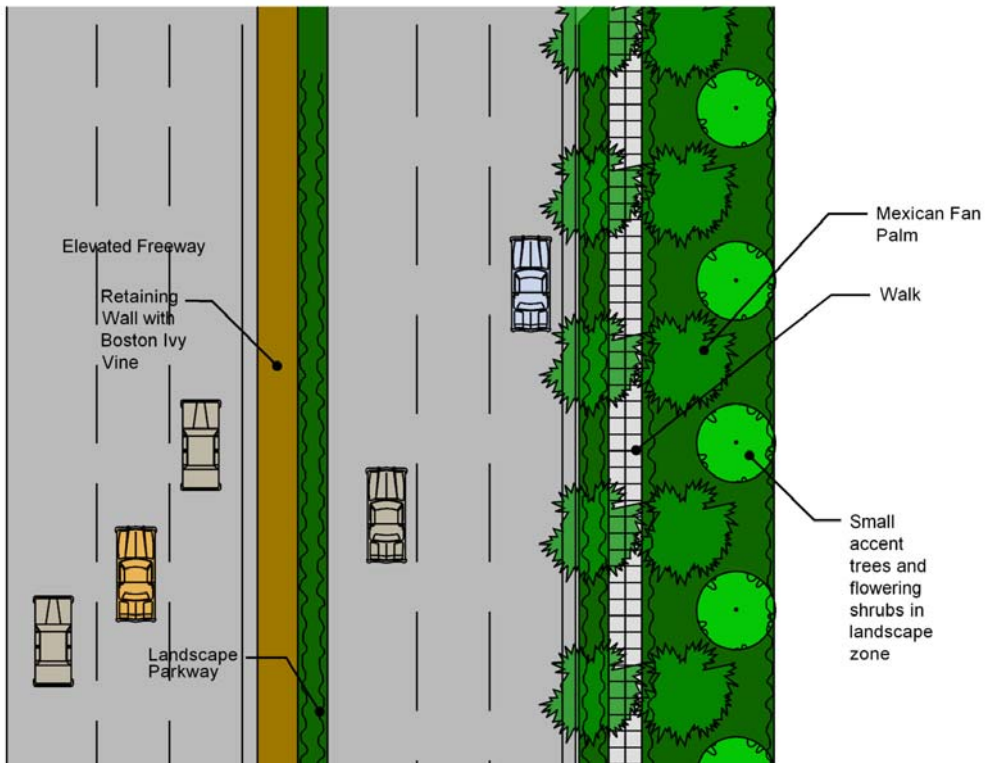 Elevated Freeway
Retaining
Wall with
Boston Ivy
Vine
Landscape
Parkway
Mexican Fan
Palm
Walk
Small
accent
trees and
flowering
shrubs in
landscape
zone